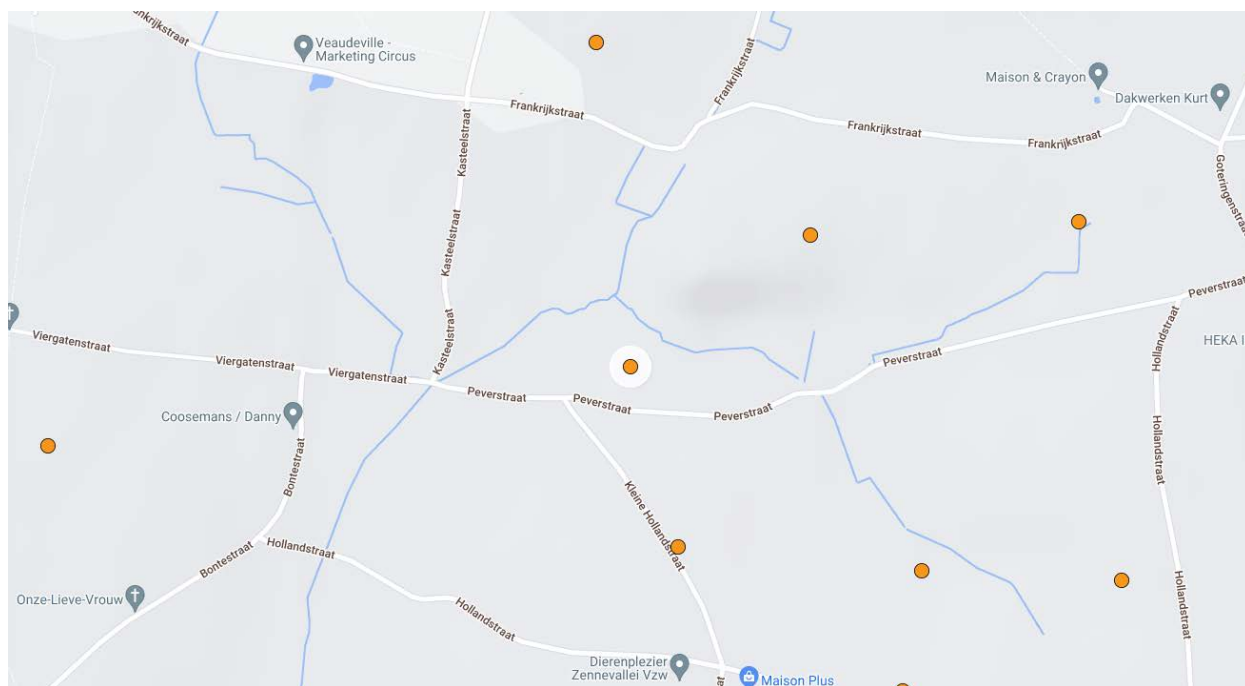 Frankrijkstraat
Veaudeville -
Marketing Circus
Frankrijkstraat
Maison & Crayon
Dakwerken Kurt
Frankrijkstraat
Frankrijkstraat
Frankrijkstraat
Kasteelstraat
Goteringenstraat
Kasteelstraat
Peverstraat
Hollandstraat
HEKA I
Viergatenstraat
Viergatenstraat
Viergatenstraat
Kasteelstraat
Peverstraat
Peverstraat
Peverstraat
Peverstraat
Coosemans / Danny
Bontestraat
Hollandstraat
Kleine Hollandstraat
Bontestraat
Hollandstraat
Onze-Lieve-Vrouw
Hollandstraat
Hollandstraat
Dierenplezier
Zennevallei Vzw
Maison Plus